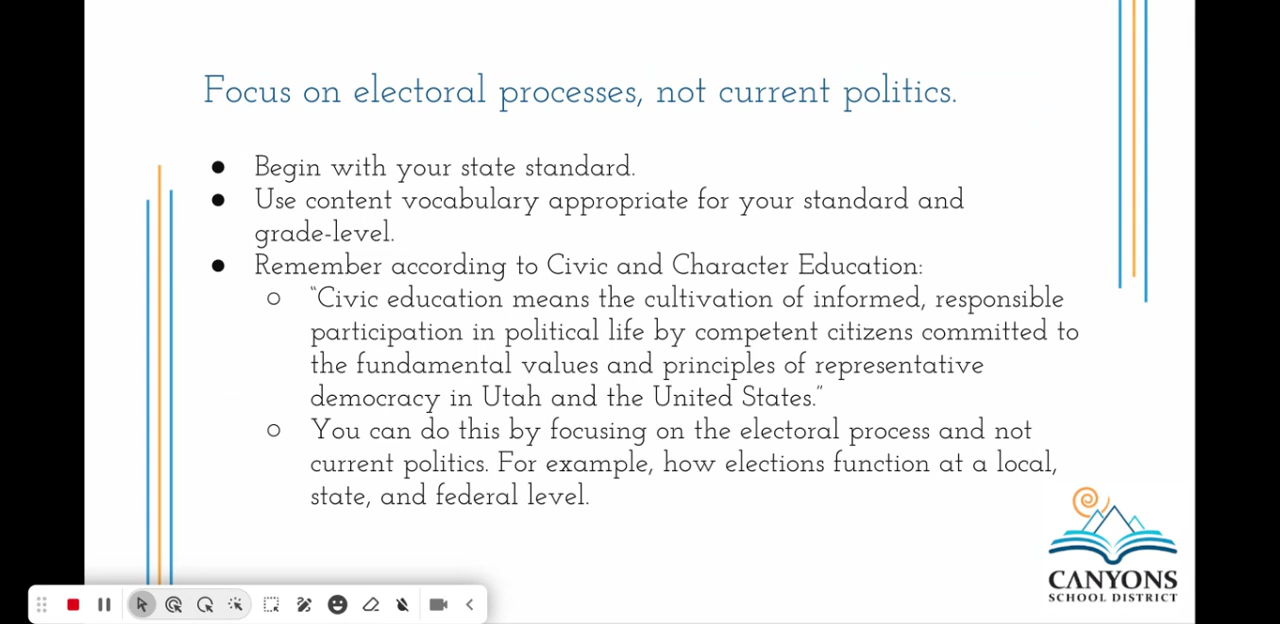 Focus on electoral processes, not current politics.
Begin with your state standard.
Use content vocabulary appropriate for your standard and
grade-level.
Remember according to Civic and Character Education:
“Civic education means the cultivation of informed, responsible
participation in political life by competent citizens committed to
the fundamental values and principles of representative
democracy in Utah and the United States.”
You can do this by focusing on the electoral process and not
current politics. For example, how elections function at a local,
state, and federal level.
CANYONS
SCHOOL DISTRICT